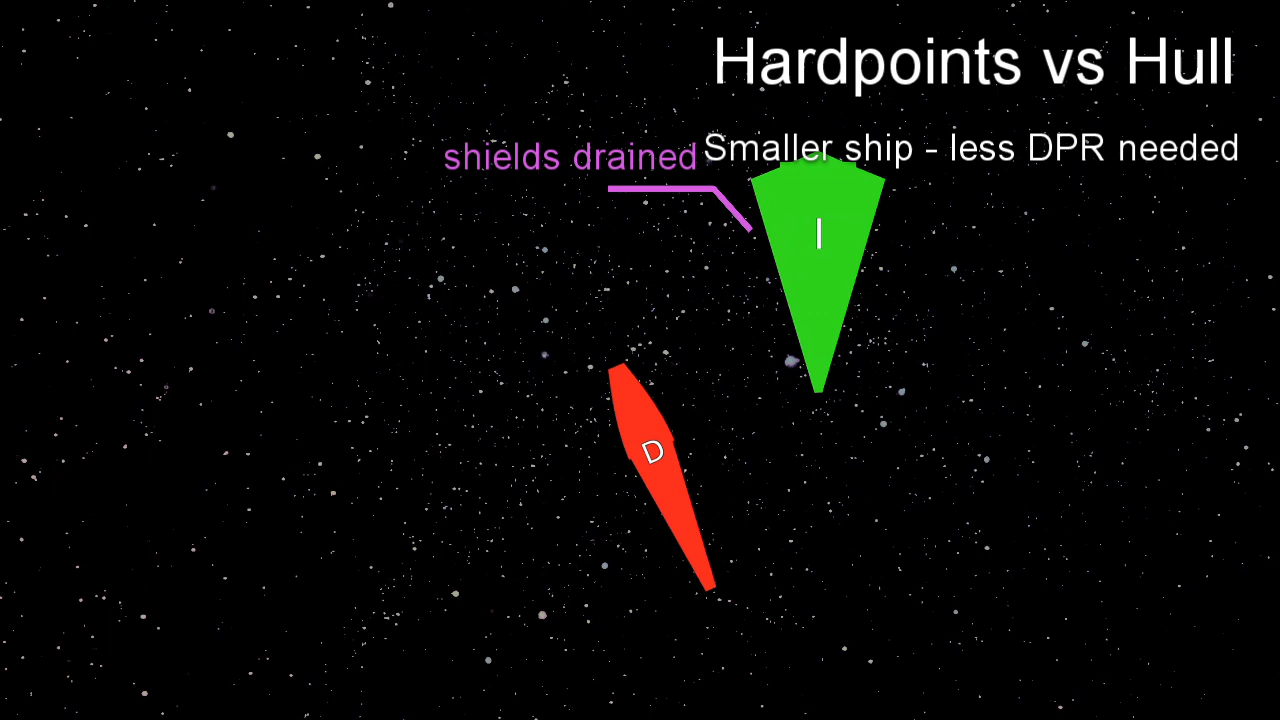 Hardpoints vs Hull
shields drained
Smaller ship - less DPR needed
I
D